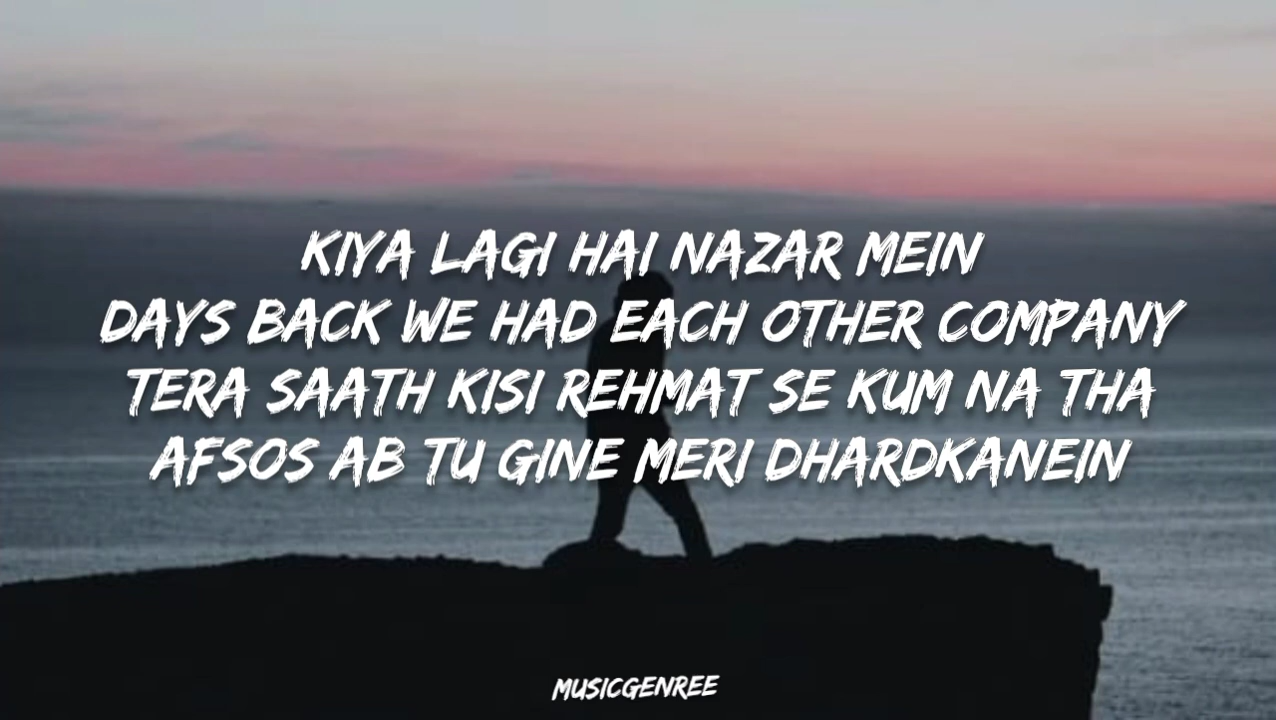 KIYA LAGI HAI NAZAR MEIN
DAYS BACK WE HAD EACH OTHER COMPANY
TERA SAATH KISI REHMAT SE KUM NA THA
AFSOS AB TU GINE MERI DHARDKANEIN
MUSICGENREE